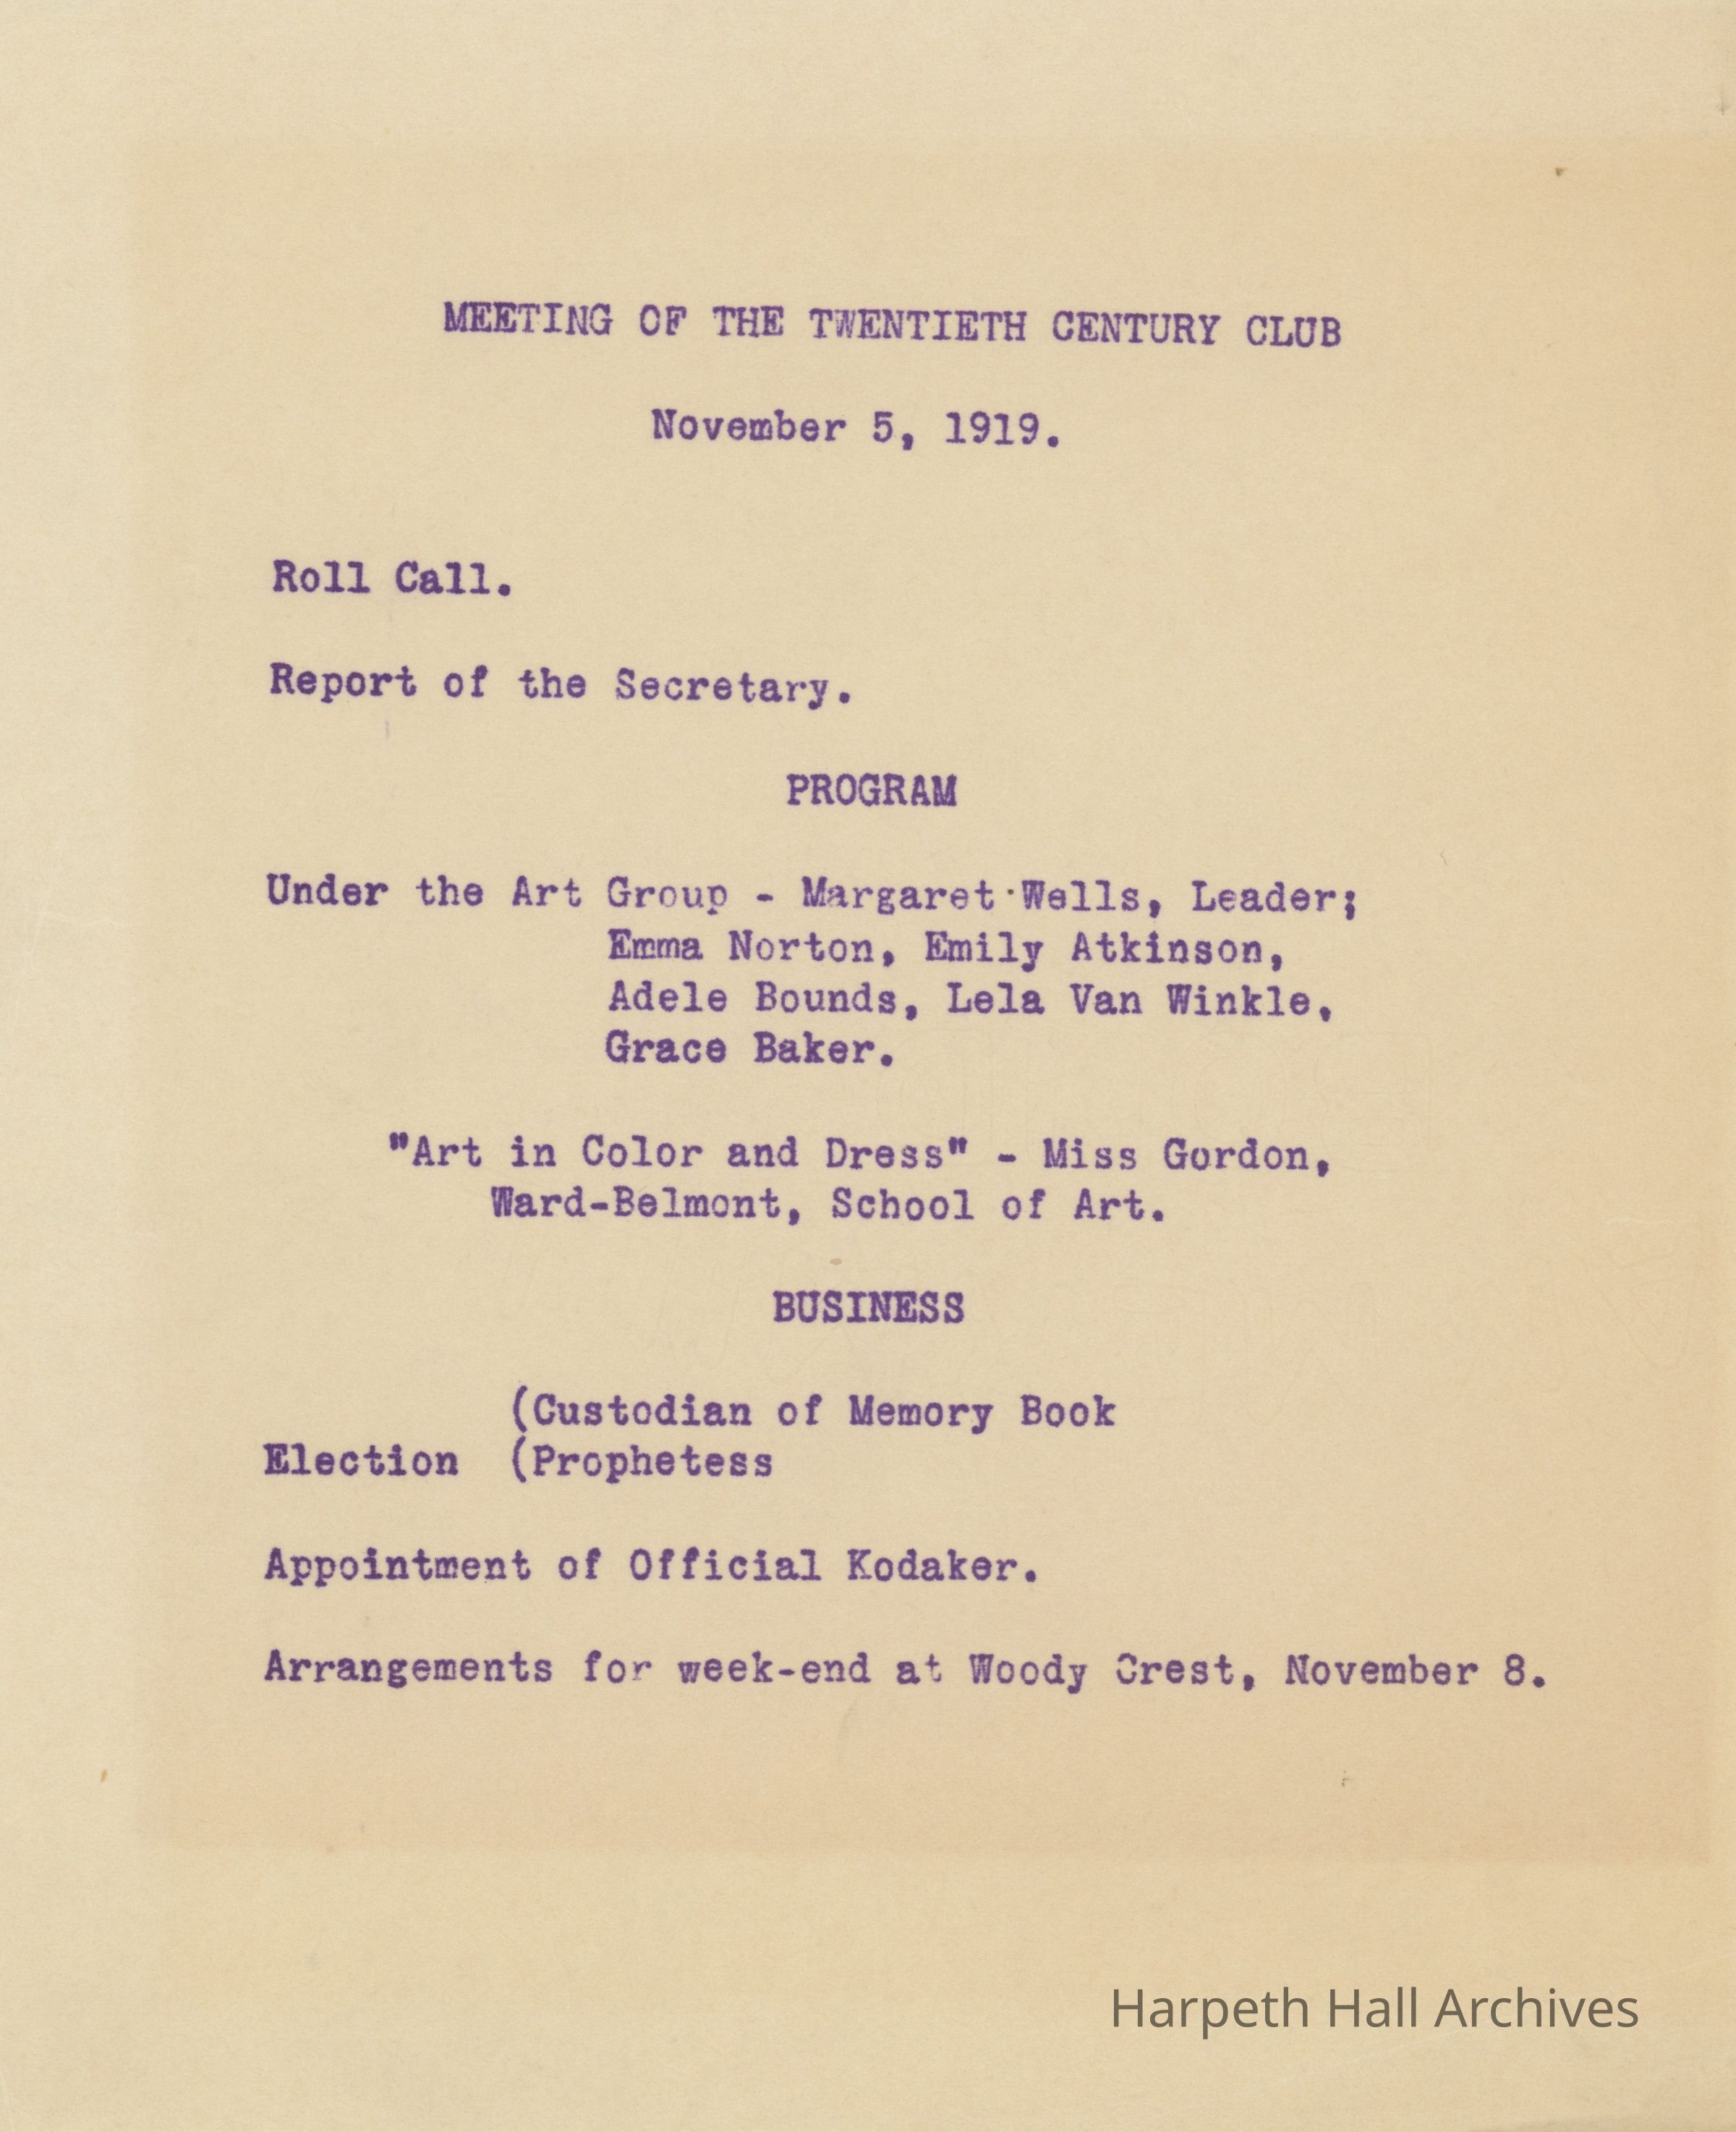 MEETING OF THE TWENTIETH CENTURY CLUB
November 5, 1919.
Roll Call.
Report of the Secretary.
PROGRAM
Under the Art Group - Margaret Wells, Leader;
Emma Norton, Emily Atkinson,
Adele Bounds, Lela Van Winkle,
Grace Baker.
"Art in Color and Dress" - Miss Gordon,
Ward-Belmont, School of Art.
BUSINESS
(Custodian of Memory Book
Election (Prophetess
Appointment of Official Kodaker.
Arrangements for week-end at Woody Crest, November 8.
Harpeth Hall Archives